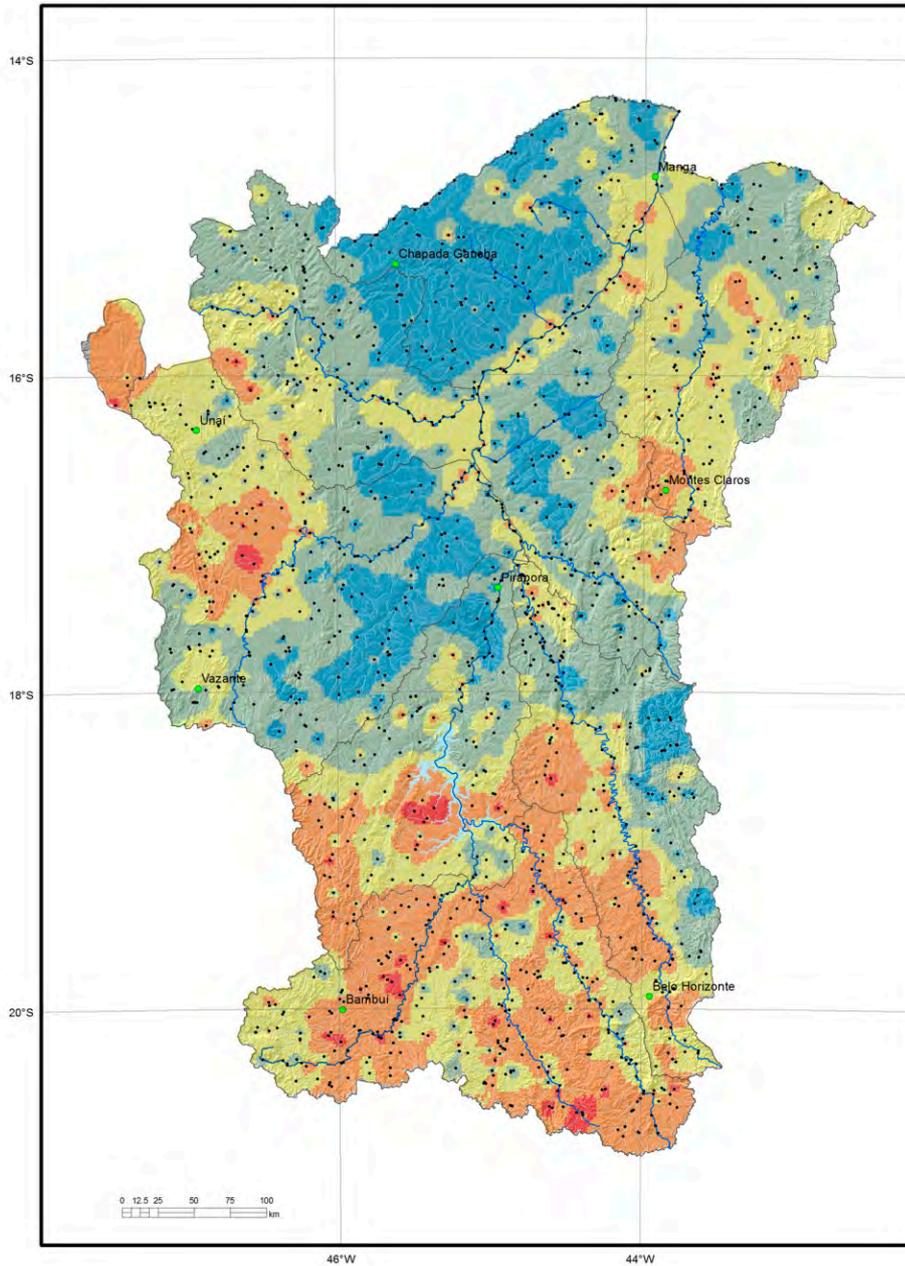 14°S
Manga
Chapada Gaúcha
16°S
Unaí
Montes Claros
Pirapora
18°S
Vazante
Belo Horizonte
20°S
Bambuí
0 12.5 25 50 75 100
km
46°W 44°W